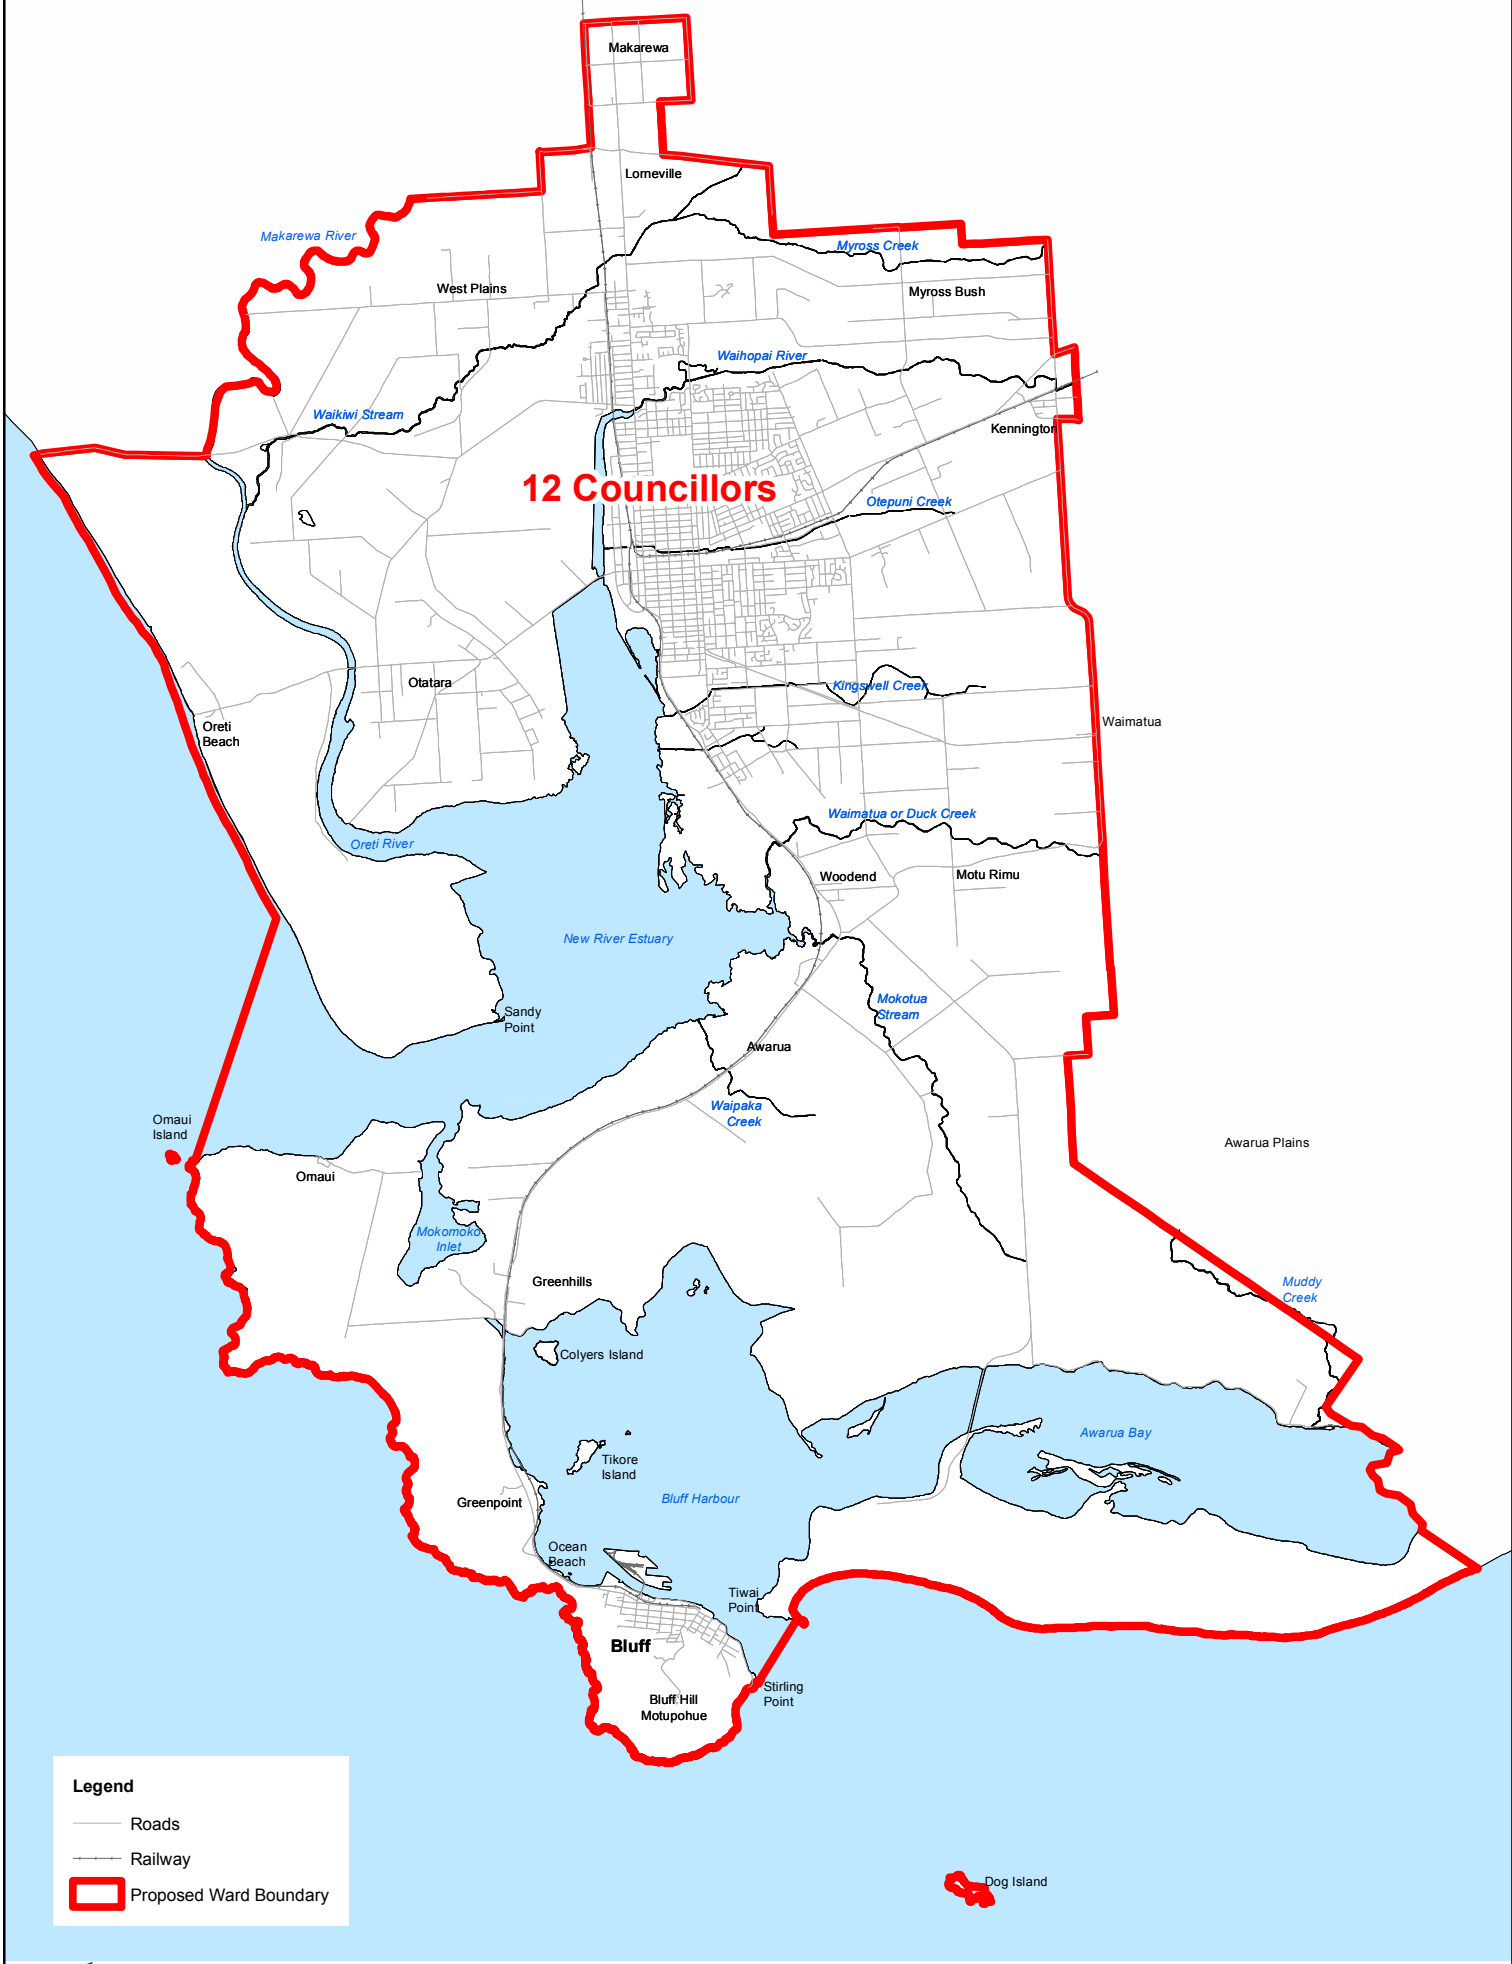 Makarewa
Lorneville
Makarewa River
Myross Creek
West Plains
Myross Bush
Waihopai River
Waikiwi Stream
Kennington
12 Councillors
Otepuni Creek
Otatara
Kingswell Creek
Oreti
Beach
Waimatua
Waimatua or Duck Creek
Oreti River
Woodend
Motu Rimu
New River Estuary
Sandy
Point
Mokotua
Stream
Awarua
Waipaka
Creek
Omaui
Island
Awarua Plains
Omaui
Mokomoko
Inlet
Greenhills
Muddy
Creek
Colyers Island
Awarua Bay
Tikore
Island
Bluff Harbour
Greenpoint
Ocean
Beach
Tiwai
Point
Bluff
Stirling
Point
Bluff Hill
Motupohue
Legend
Roads
Railway
Proposed Ward Boundary
Dog Island